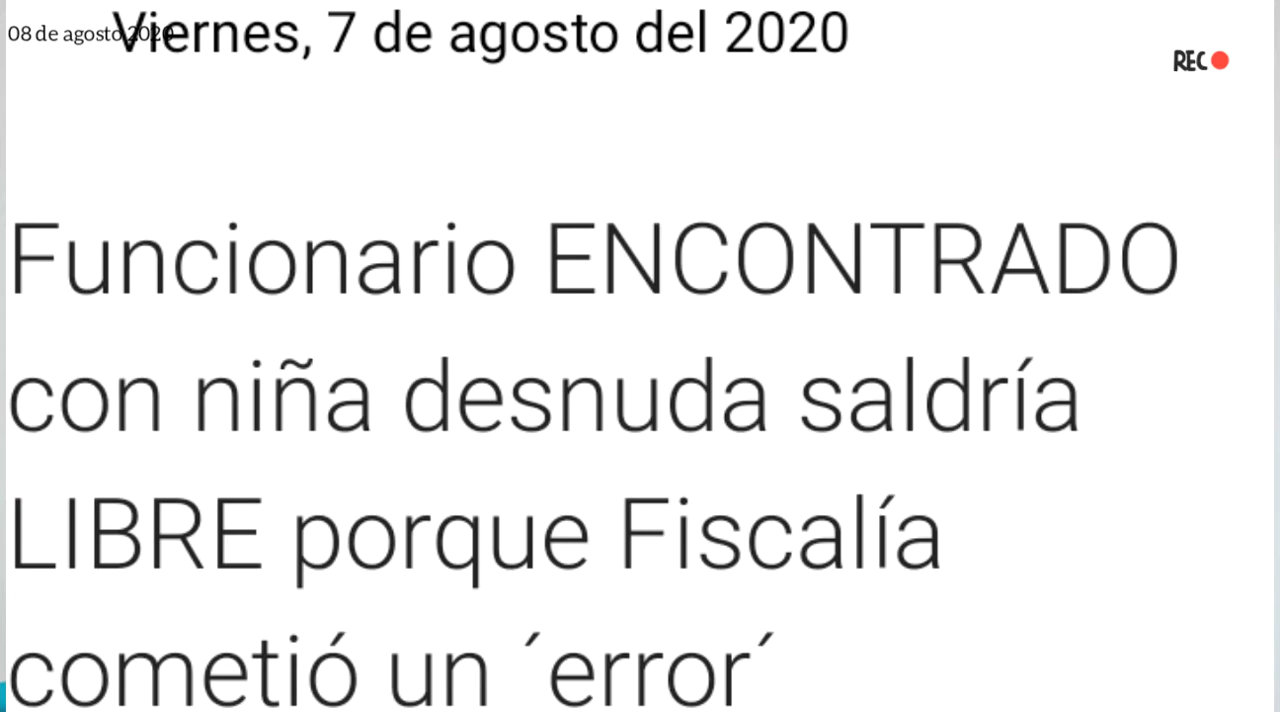 08 de agosto 2020
Viernes, 7 de agosto del 2020
REC
Funcionario ENCONTRADO
con niña desnuda saldría
LIBRE porque Fiscalía
cometió un ´error´